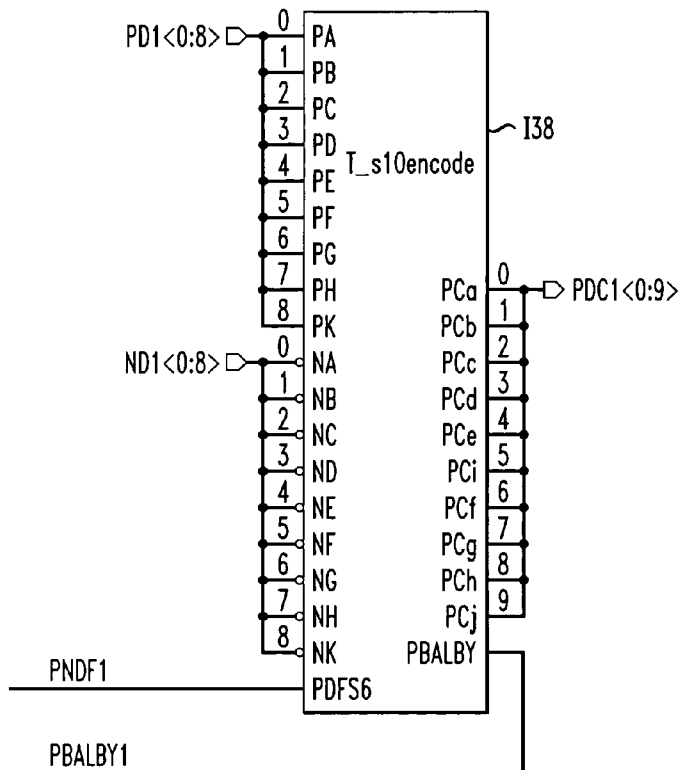 PD1<0:8>
0 PA
1 PB
2 PC
3 PD
4 PE
5 PF
6 PG
7 PH
8 PK
T_s10encode
I38
ND1<0:8>
0 NA
1 NB
2 NC
3 ND
4 NE
5 NF
6 NG
7 NH
8 NK
PNDF1
PDFS6
PCa 0
PDC1<0:9>
PCb 1
PCc 2
PCd 3
PCe 4
PCi 5
PCf 6
PCg 7
PCh 8
PCj 9
PBALBY
PBALBY1